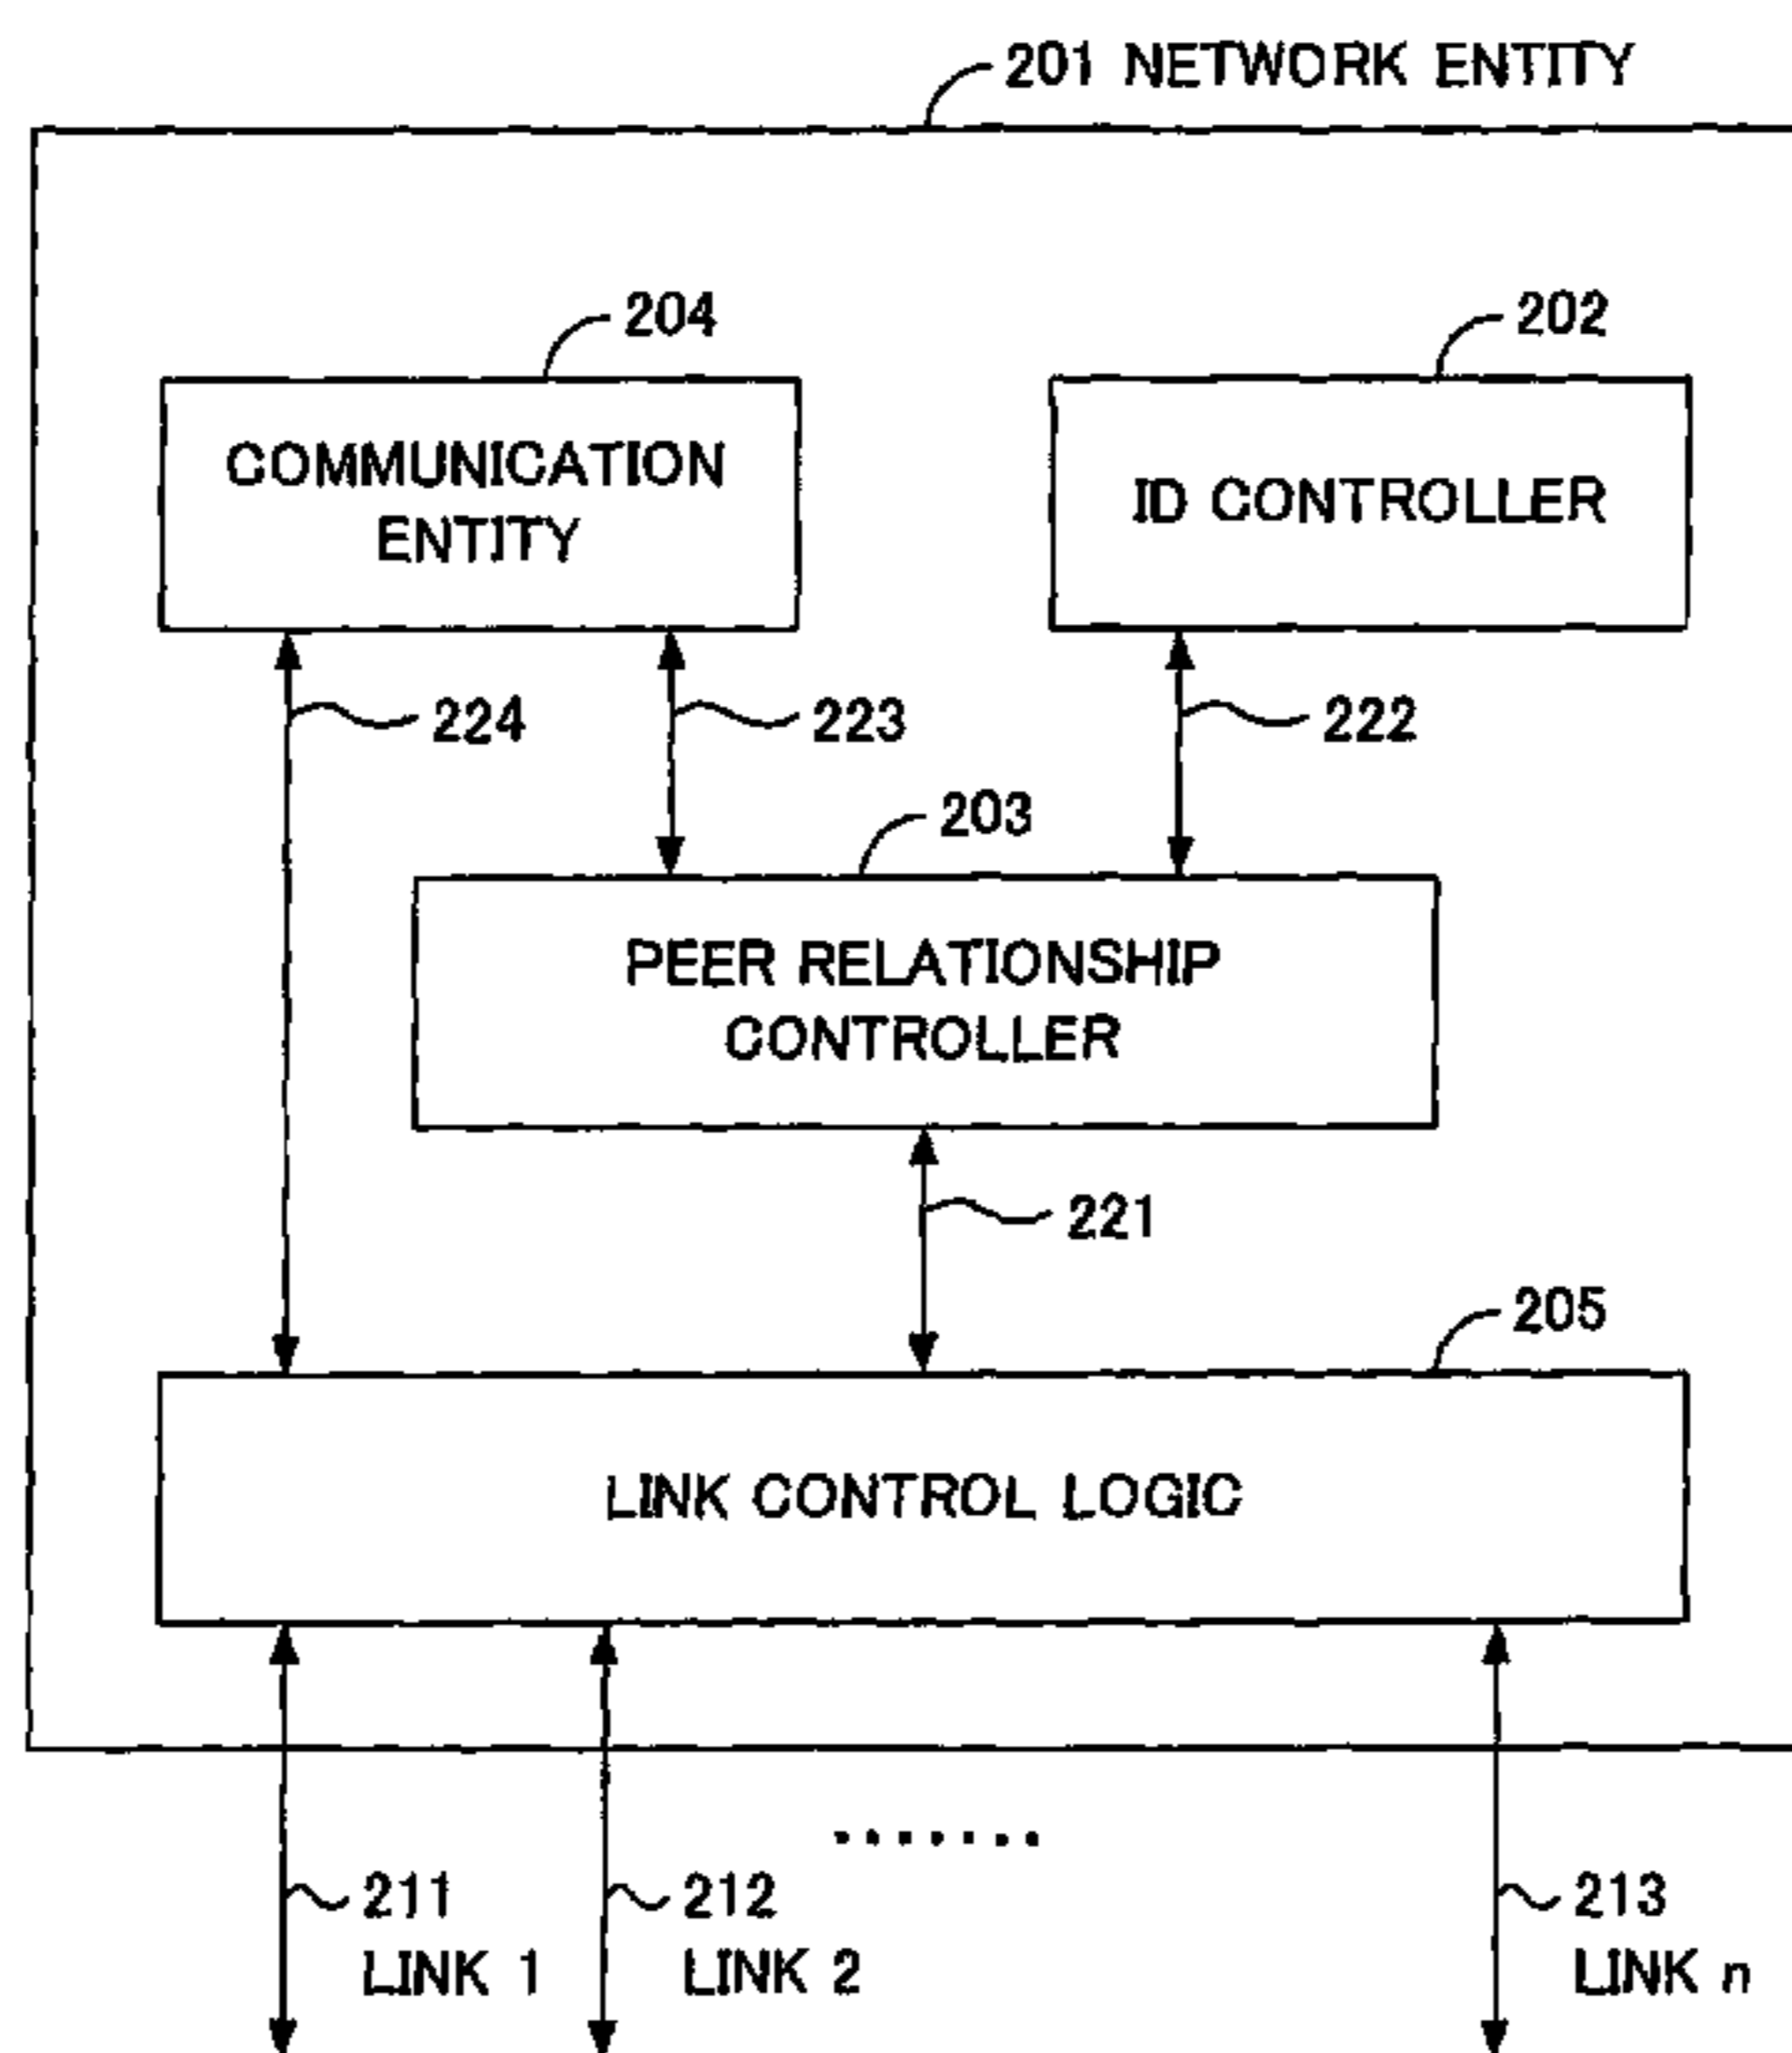 201 NETWORK ENTITY
204
202
COMMUNICATION
ENTITY
ID CONTROLLER
224
223
222
203
PEER RELATIONSHIP
CONTROLLER
221
205
LINK CONTROL LOGIC
.......
211
LINK 1
212
LINK 2
213
LINK n